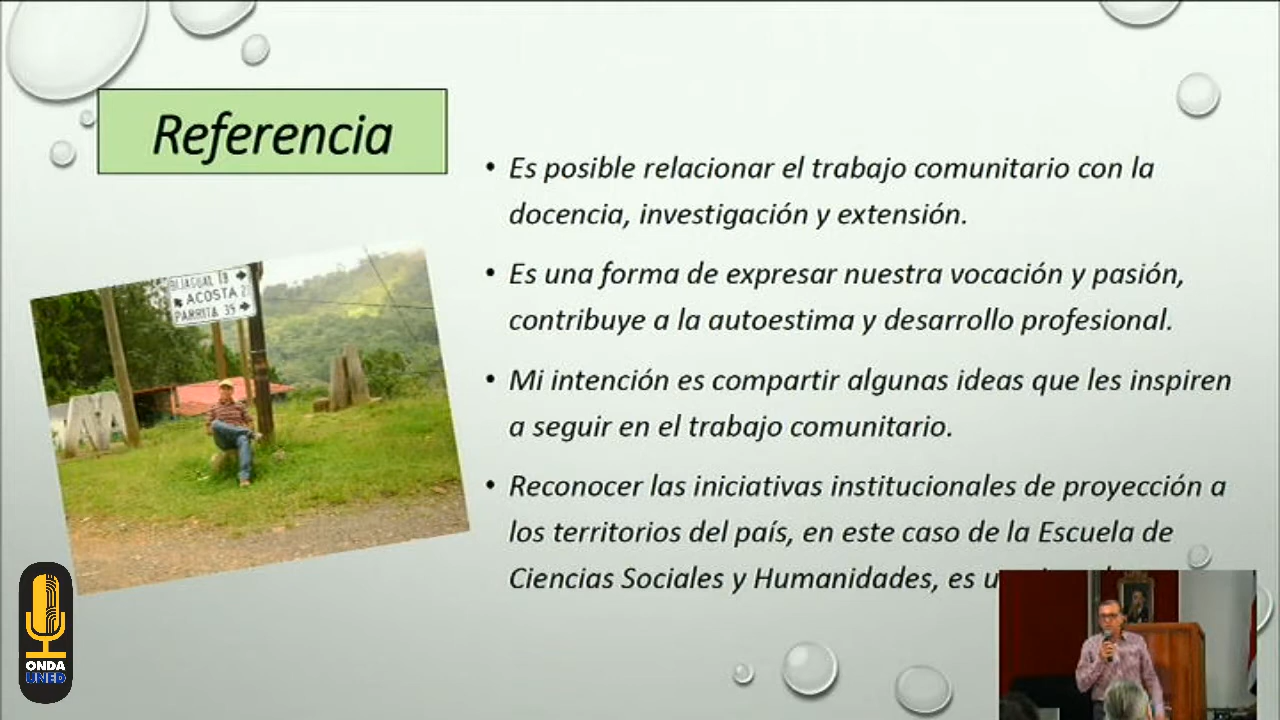 Referencia
• Es posible relacionar el trabajo comunitario con la
docencia, investigación y extensión.
• Es una forma de expresar nuestra vocación y pasión,
contribuye a la autoestima y desarrollo profesional.
• Mi intención es compartir algunas ideas que les inspiren
a seguir en el trabajo comunitario.
• Reconocer las iniciativas institucionales de proyección a
los territorios del país, en este caso de la Escuela de
Ciencias Sociales y Humanidades, es
ACOSTA
PARRITA 35
ONDA
UNED